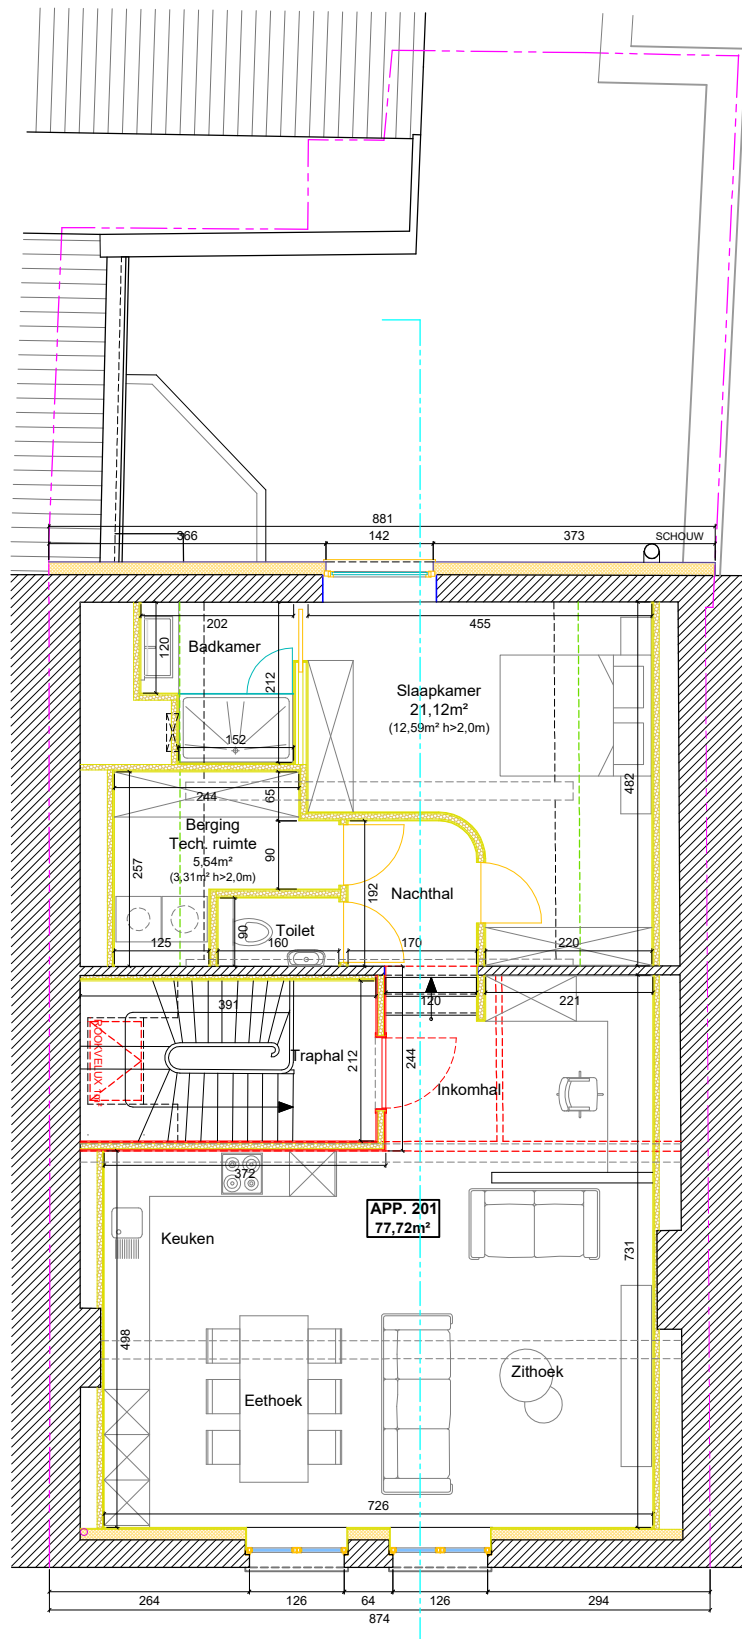 881
366
142
373
SCHOUW
202
455
120
Badkamer
212
Slaapkamer
21,12m²
(12,59m² h>2,0m)
152
482
244
65
Berging
Tech. ruimte
5,54m²
(3,31m² h>2,0m)
257
90
192
Nachthal
90
Toilet
125
160
170
220
391
120
221
ROOKVELUX 1m²
Traphal
212
244
Inkomhal
372
APP. 201
77,72m²
Keuken
731
498
Zithoek
Eethoek
726
264
126
64
126
294
874